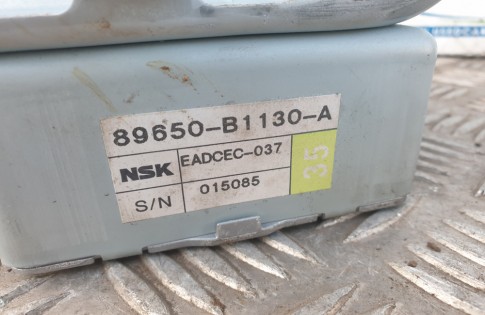 89650-B1130-A
NSK EADCEC-037
S/N 015085
35